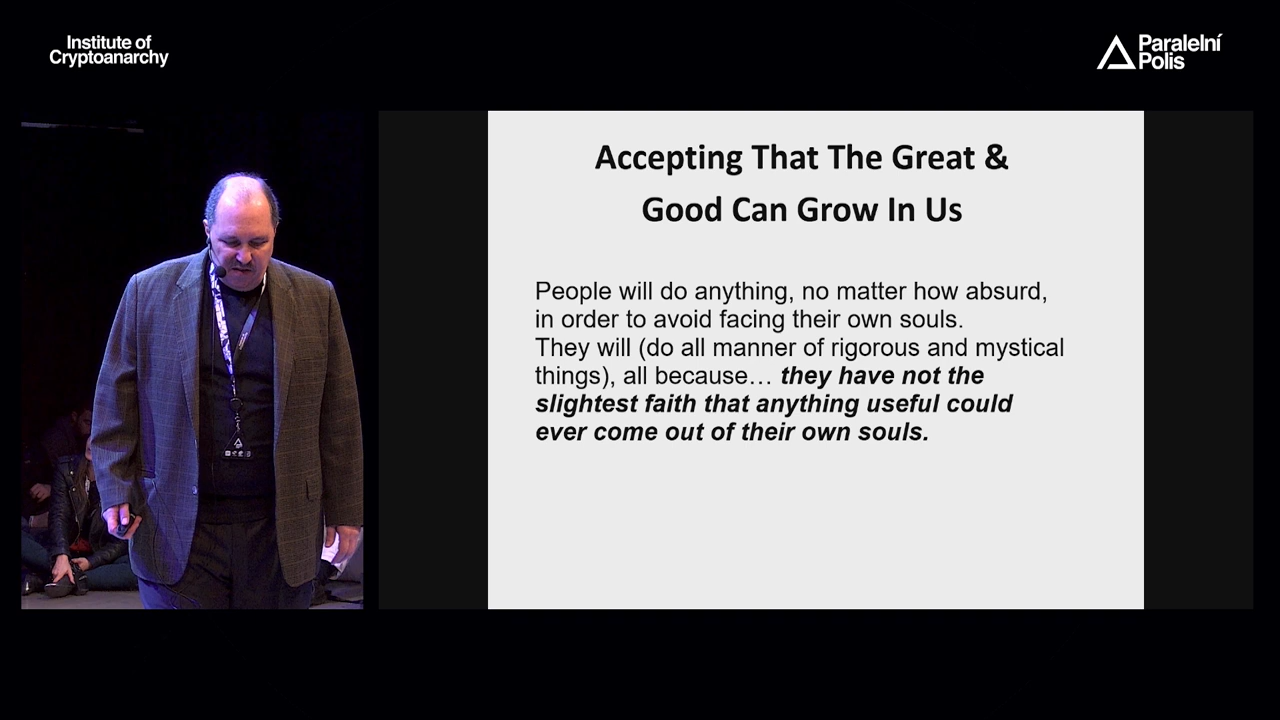 Institute of
Cryptoanarchy
Paralelní
Polis
Accepting That The Great &
Good Can Grow In Us
People will do anything, no matter how absurd,
in order to avoid facing their own souls.
They will (do all manner of rigorous and mystical
things), all because… they have not the
slightest faith that anything useful could
ever come out of their own souls.